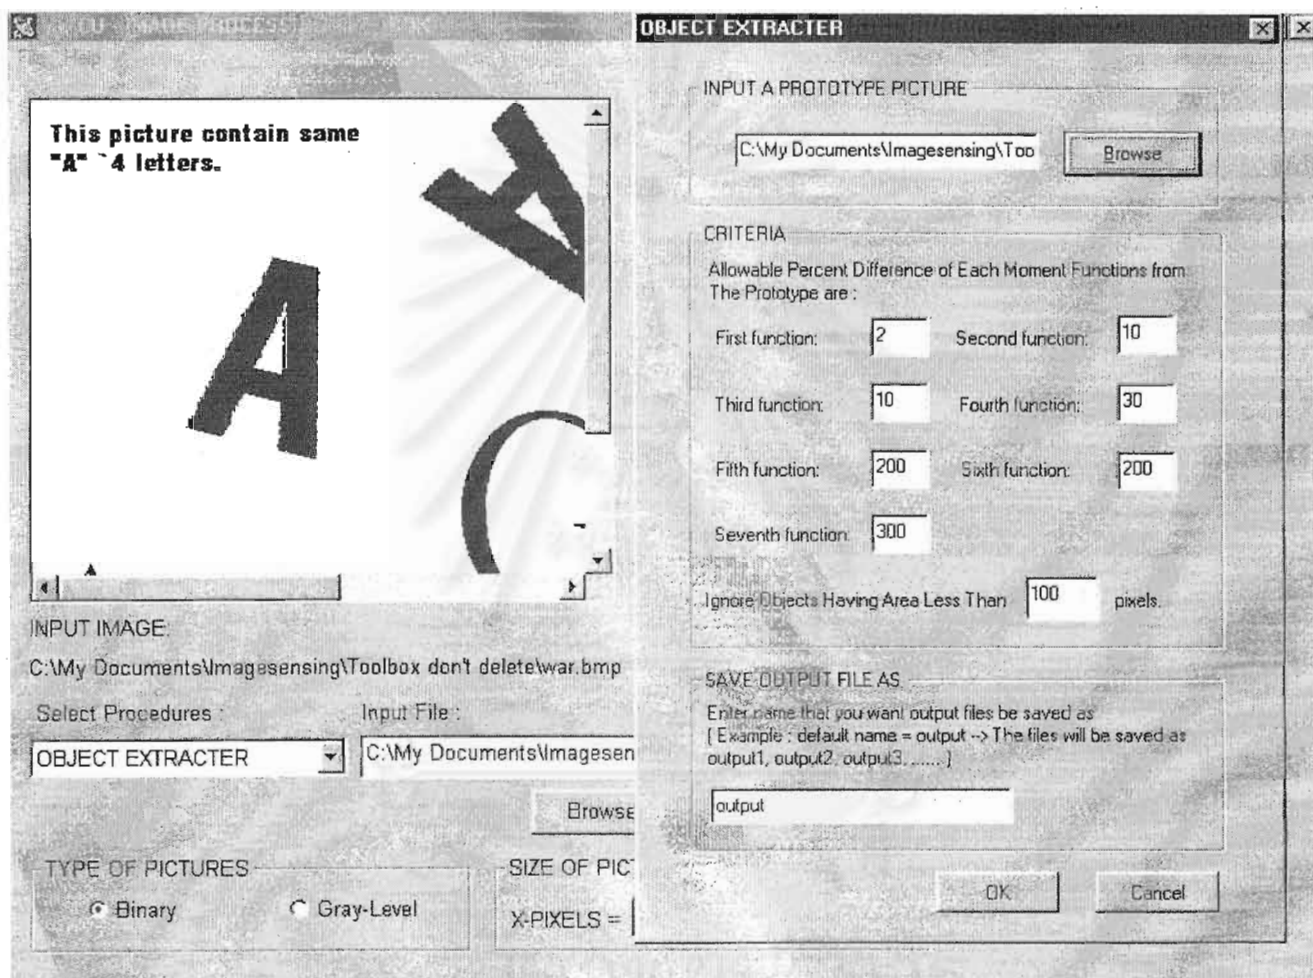 OBJECT EXTRACTER
Help
This picture contain same
"A" `4 letters.
INPUT IMAGE:
C:\My Documents\Imagesensing\Toolbox don't delete\war.bmp
Select Procedures :
Input File :
OBJECT EXTRACTER
C:\My Documents\Imagesen
Browse
TYPE OF PICTURES
Binary
Gray-Level
SIZE OF PIC
X-PIXELS =
INPUT A PROTOTYPE PICTURE
C:\My Documents\Imagesensing\Too
Browse
CRITERIA
Allowable Percent Difference of Each Moment Functions from
The Prototype are :
First function: 2 Second function: 10
Third function: 10 Fourth function: 30
Fifth function: 200 Sixth function: 200
Seventh function: 300
Ignore Objects Having Area Less Than 100 pixels.
SAVE OUTPUT FILE AS
Enter name that you want output files be saved as
[ Example : default name = output --> The files will be saved as
output1, output2, output3, ...... ]
output
OK
Cancel